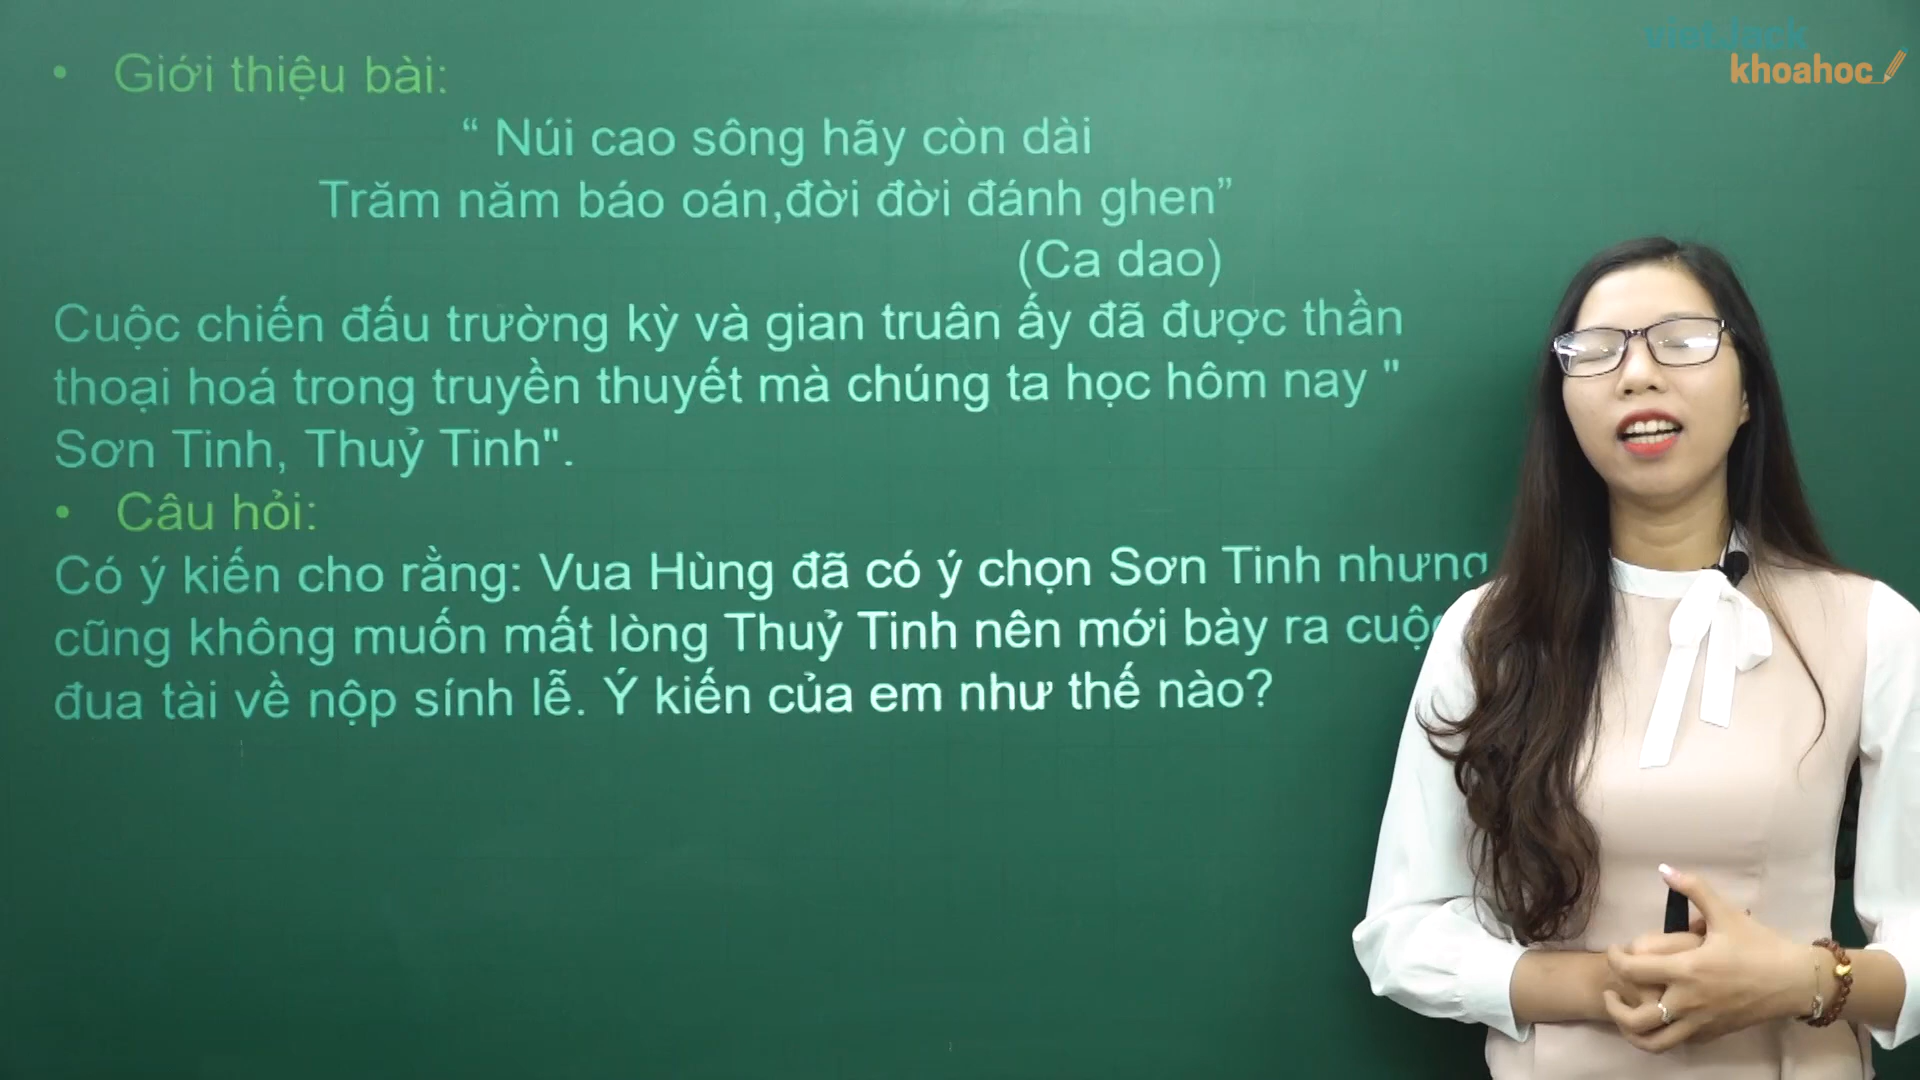 vietJack
khoahoc
• Giới thiệu bài:
“ Núi cao sông hãy còn dài
Trăm năm báo oán,đời đời đánh ghen”
(Ca dao)
Cuộc chiến đấu trường kỳ và gian truân ấy đã được thần
thoại hoá trong truyền thuyết mà chúng ta học hôm nay "
Sơn Tinh, Thuỷ Tinh".
• Câu hỏi:
Có ý kiến cho rằng: Vua Hùng đã có ý chọn Sơn Tinh nhưng
cũng không muốn mất lòng Thuỷ Tinh nên mới bày ra cuộc
đua tài về nộp sính lễ. Ý kiến của em như thế nào?